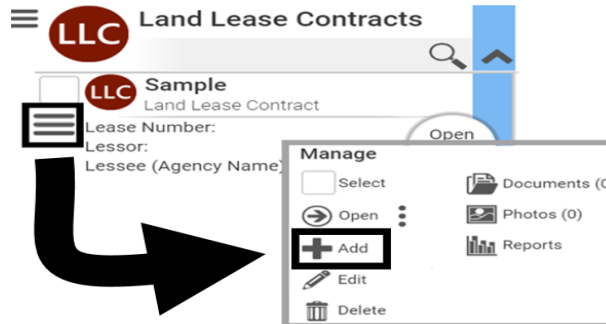 LLC
Land Lease Contracts
LLC
Sample
Land Lease Contract
Lease Number:
Lessor:
Lessee (Agency Name)
Open
Manage
Select
Documents (0
Open
Photos (0)
Add
Reports
Edit
Delete